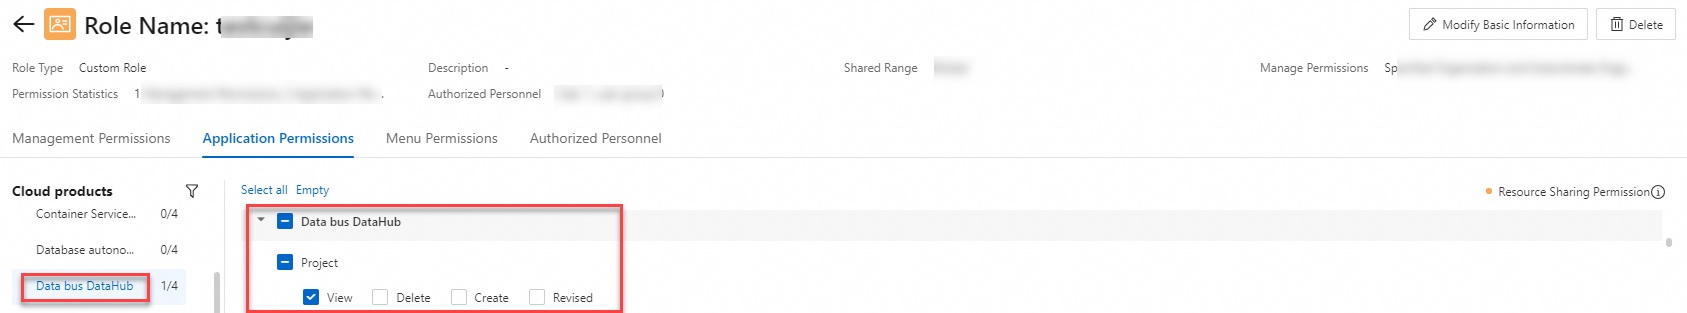 Role Name: t
Modify Basic Information
Delete
Role Type Custom Role
Description -
Shared Range
Manage Permissions
Permission Statistics 1
Authorized Personnel
Management Permissions
Application Permissions
Menu Permissions
Authorized Personnel
Cloud products
Select all Empty
Resource Sharing Permission
Container Service... 0/4
Data bus DataHub
Database autono... 0/4
Project
Data bus DataHub 1/4
View Delete Create Revised